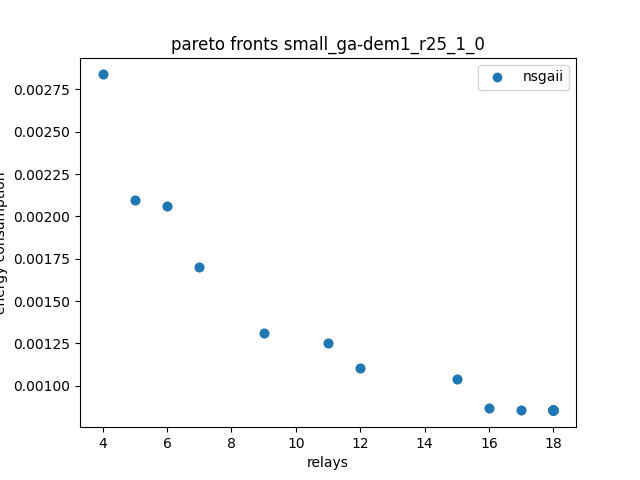 pareto fronts small_ga-dem1_r25_1_0
nsgaii
0.00275
0.00250
0.00225
0.00200
0.00175
0.00150
0.00125
0.00100
energy consumption
4 6 8 10 12 14 16 18
relays